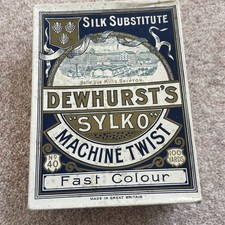 SILK SUBSTITUTE
Belle Vue Mills Skipton.
DEWHURST'S
"SYLKO"
MACHINE TWIST
No 40
100 YARDS
Fast Colour
MADE IN GREAT BRITAIN